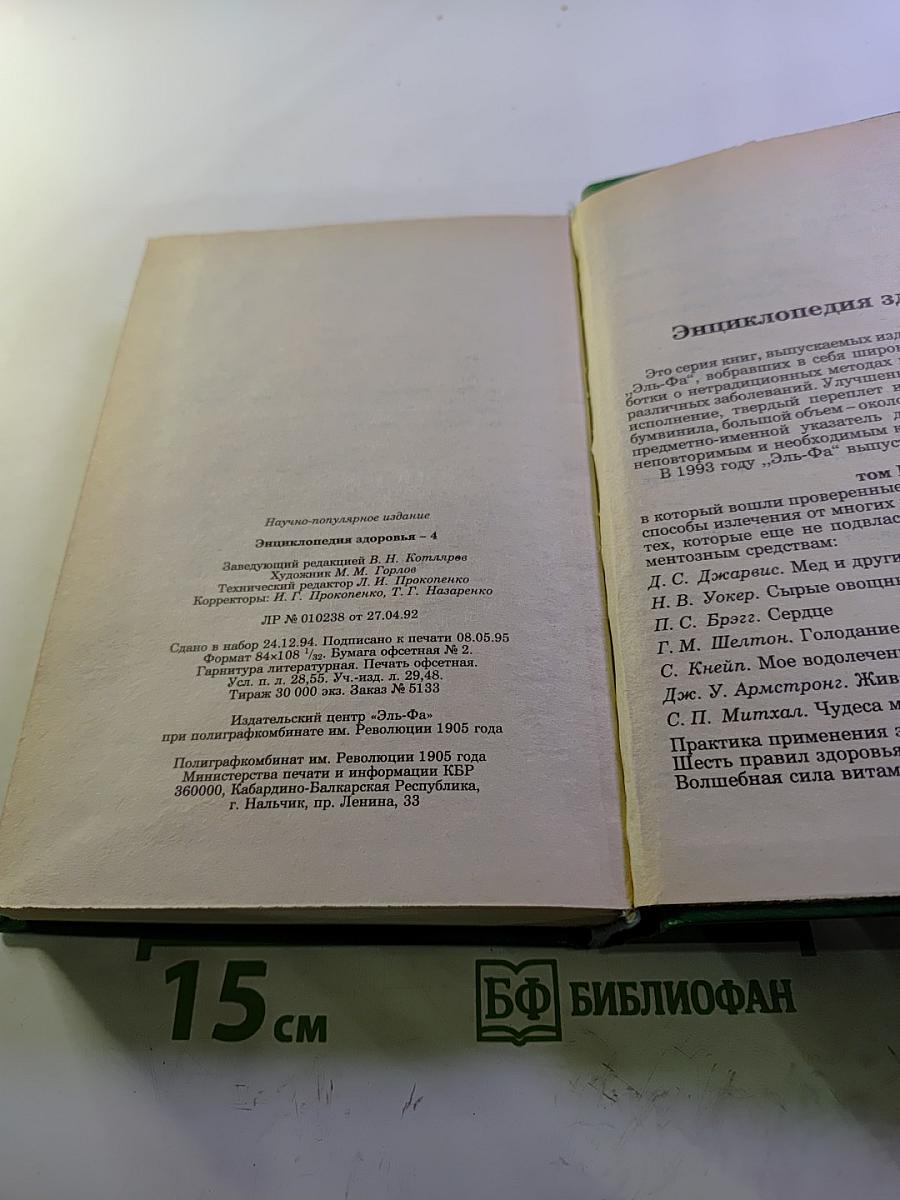 Научно-популярное издание
Энциклопедия здоровья – 4
Заведующий редакцией В. Н. Котляров
Художник М. М. Горлов
Технический редактор Л. И. Прокопенко
Корректоры: И. Г. Прокопенко, Т. Г. Назаренко
ЛР № 010238 от 27.04.92
Сдано в набор 24.12.94. Подписано к печати 08.05.95
Формат 84×108 1/32. Бумага офсетная № 2.
Гарнитура литературная. Печать офсетная.
Усл. п. л. 28,55. Уч.-изд. л. 29,48.
Тираж 30 000 экз. Заказ № 5133
Издательский центр «Эль-Фа»
при полиграфкомбинате им. Революции 1905 года
Полиграфкомбинат им. Революции 1905 года
Министерства печати и информации КБР
360000, Кабардино-Балкарская Республика,
г. Нальчик, пр. Ленина, 33
Энциклопедия зд
Это серия книг, выпускаемых изд
„Эль-Фа“, вобравших в себя широ
ботки о нетрадиционных методах
различных заболеваний. Улучшен
исполнение, твердый переплет и
бумвинила, большой объем – около
предметно-именной указатель д
неповторимым и необходимым к
В 1993 году „Эль-Фа“ выпус
том
в который вошли проверенные
способы излечения от многих
тех, которые еще не подвлас
ментозным средствам:
Д. С. Джарвис. Мед и други
Н. В. Уокер. Сырые овощн
П. С. Брэгг. Сердце
Г. М. Шелтон. Голодание
С. Кнейп. Мое водолечен
Дж. У. Армстронг. Жив
С. П. Митхал. Чудеса м
Практика применения
Шесть правил здоровья
Волшебная сила витам
15 см
БФ БИБЛИОФАН